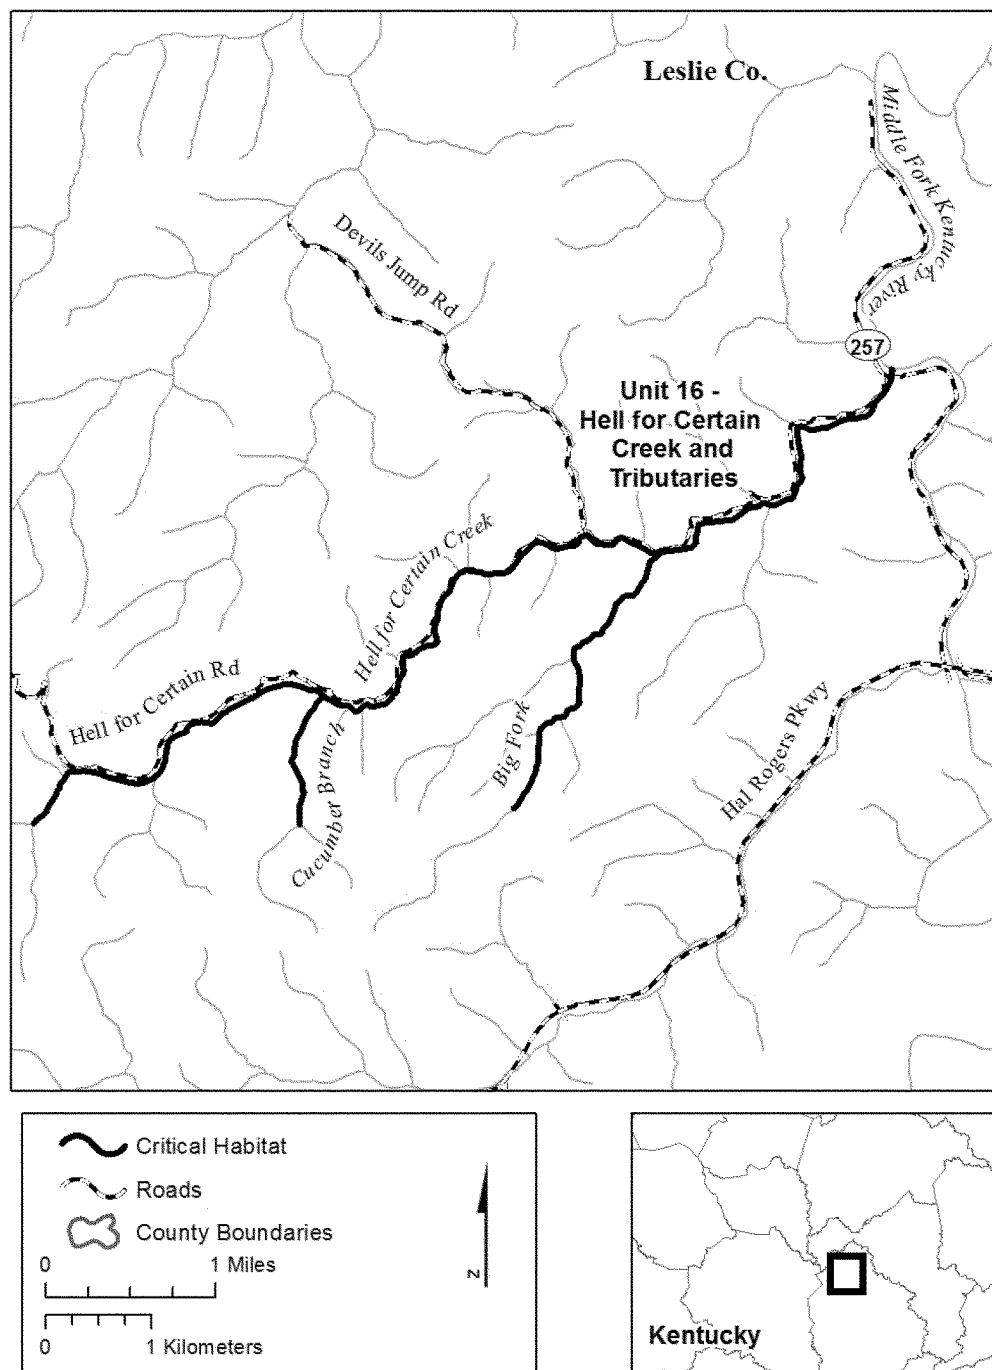 Leslie Co.
Middle Fork Kentucky River
Devils Jump Rd
257
Unit 16 -
Hell for Certain
Creek and
Tributaries
Hell for Certain Creek
Hell for Certain Rd
Big Fork
Cucumber Branch
Hal Rogers Pkwy
Critical Habitat
Roads
County Boundaries
0 1 Miles
0 1 Kilometers
N
Kentucky